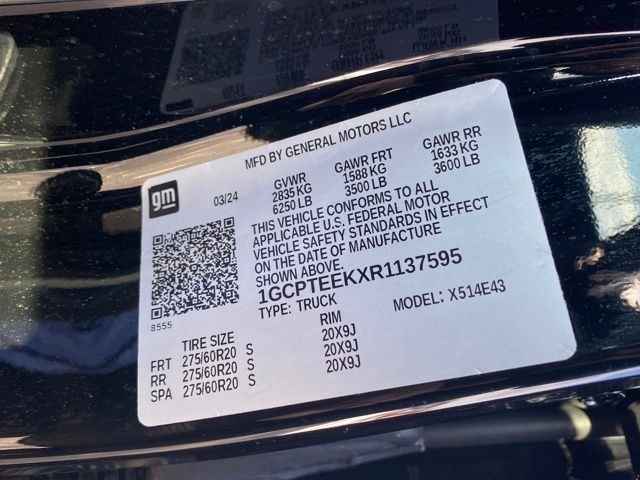 MFD BY GENERAL MOTORS LLC
gm
03/24
GVWR
2835 KG
6250 LB
GAWR FRT
1588 KG
3500 LB
GAWR RR
1633 KG
3600 LB
THIS VEHICLE CONFORMS TO ALL
APPLICABLE U.S. FEDERAL MOTOR
VEHICLE SAFETY STANDARDS IN EFFECT
ON THE DATE OF MANUFACTURE
SHOWN ABOVE
1GCPTEEKXR1137595
TYPE: TRUCK
MODEL: X514E43
8555
TIRE SIZE RIM
FRT 275/60R20 S 20X9J
RR 275/60R20 S 20X9J
SPA 275/60R20 S 20X9J